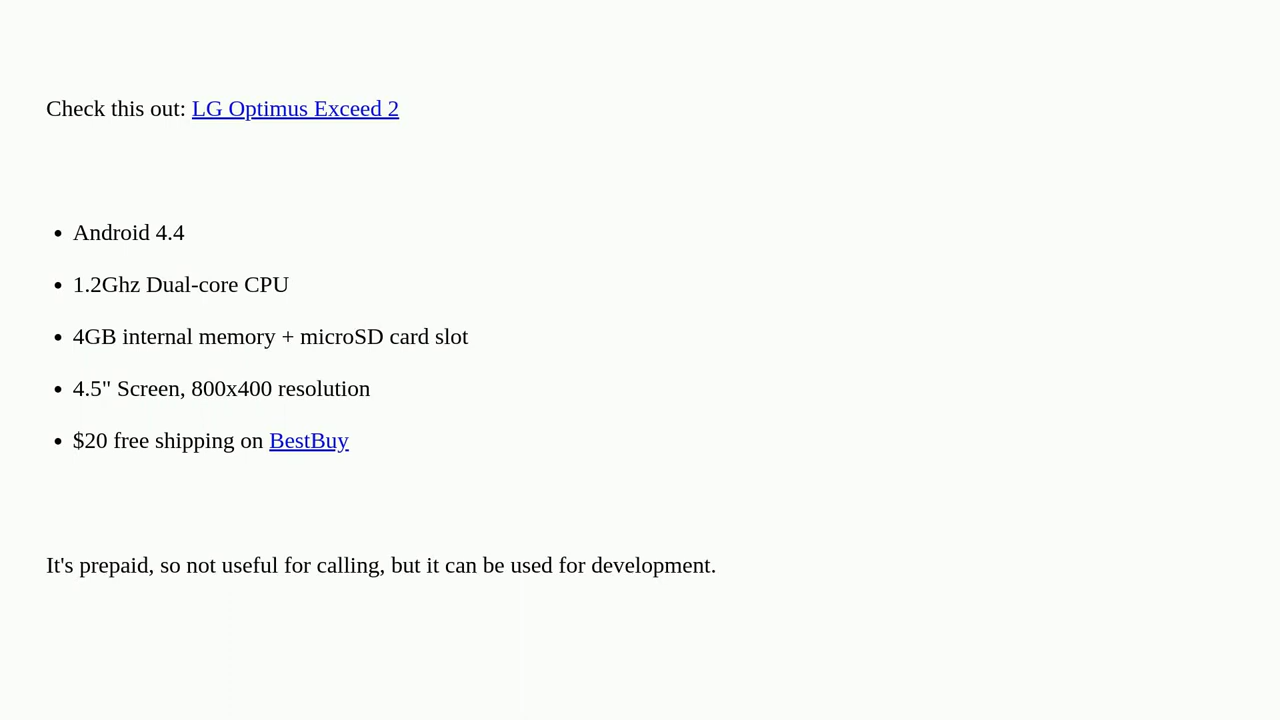 Check this out: LG Optimus Exceed 2
• Android 4.4
• 1.2Ghz Dual-core CPU
• 4GB internal memory + microSD card slot
• 4.5" Screen, 800x400 resolution
• $20 free shipping on BestBuy
It's prepaid, so not useful for calling, but it can be used for development.